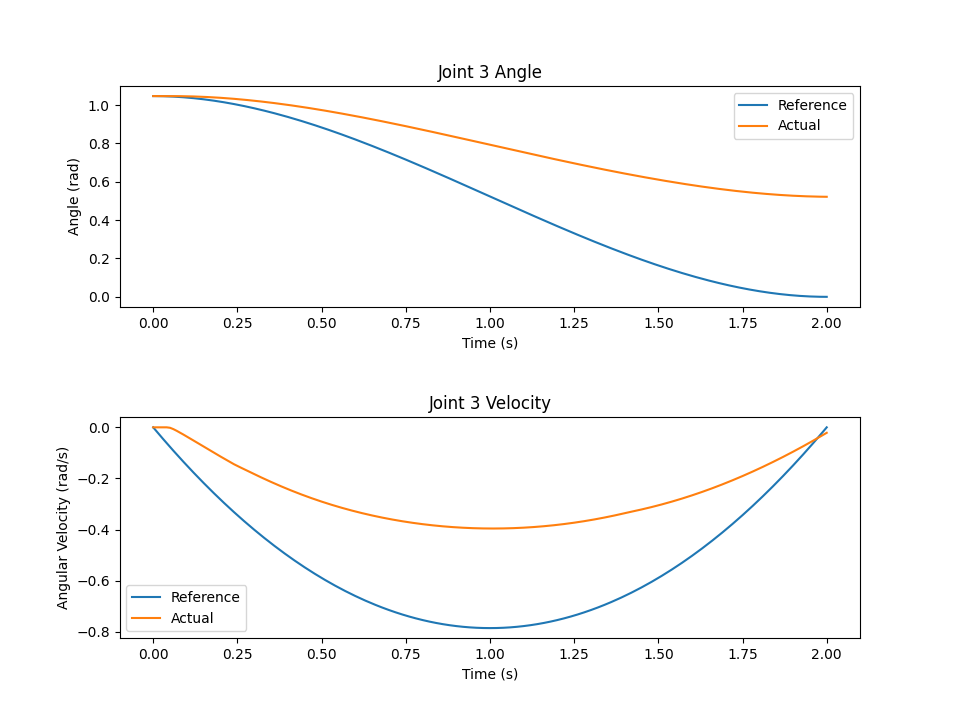 Joint 3 Angle
Angle (rad)
1.0
0.8
0.6
0.4
0.2
0.0
Reference
Actual
0.00 0.25 0.50 0.75 1.00 1.25 1.50 1.75 2.00
Time (s)
Joint 3 Velocity
Angular Velocity (rad/s)
0.0
−0.2
−0.4
−0.6
−0.8
Reference
Actual
0.00 0.25 0.50 0.75 1.00 1.25 1.50 1.75 2.00
Time (s)